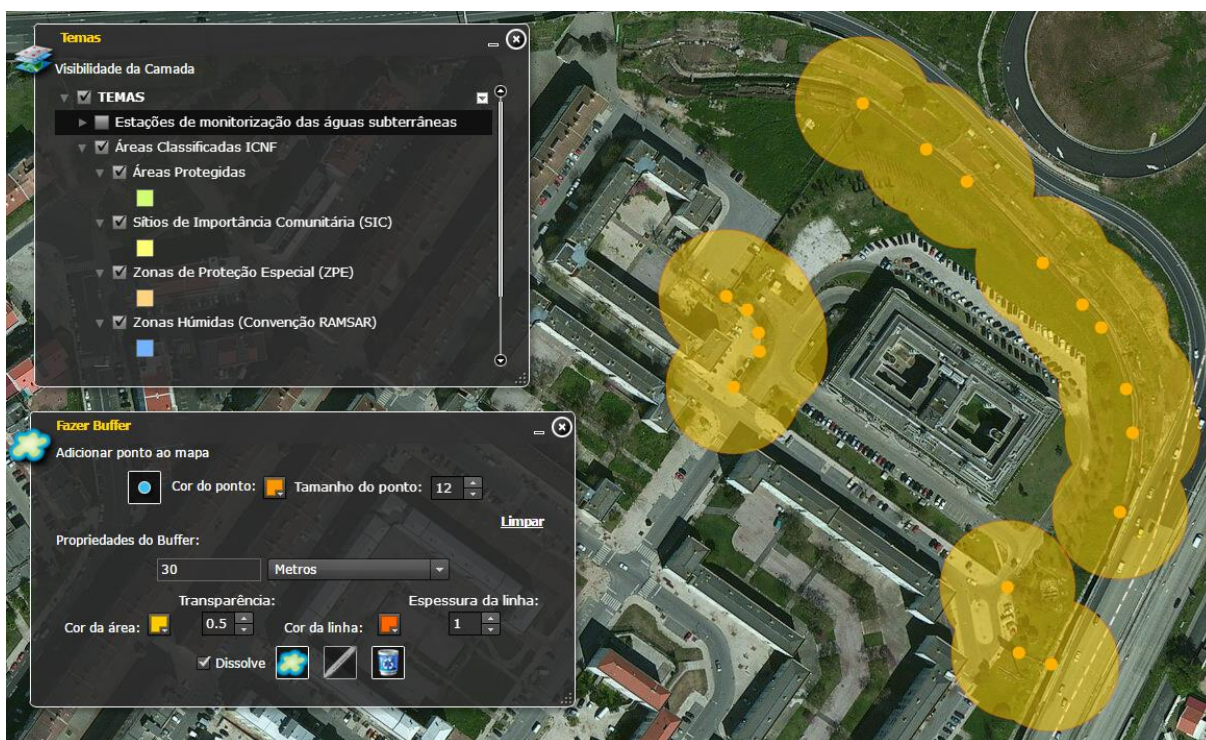 Temas
Visibilidade da Camada
TEMAS
Estações de monitorização das águas subterrâneas
Áreas Classificadas ICNF
Áreas Protegidas
Sítios de Importância Comunitária (SIC)
Zonas de Proteção Especial (ZPE)
Zonas Húmidas (Convenção RAMSAR)
Fazer Buffer
Adicionar ponto ao mapa
Cor do ponto: Tamanho do ponto: 12
Limpar
Propriedades do Buffer:
30 Metros
Transparência: Espessura da linha:
Cor da área: 0.5 Cor da linha: 1
Dissolve